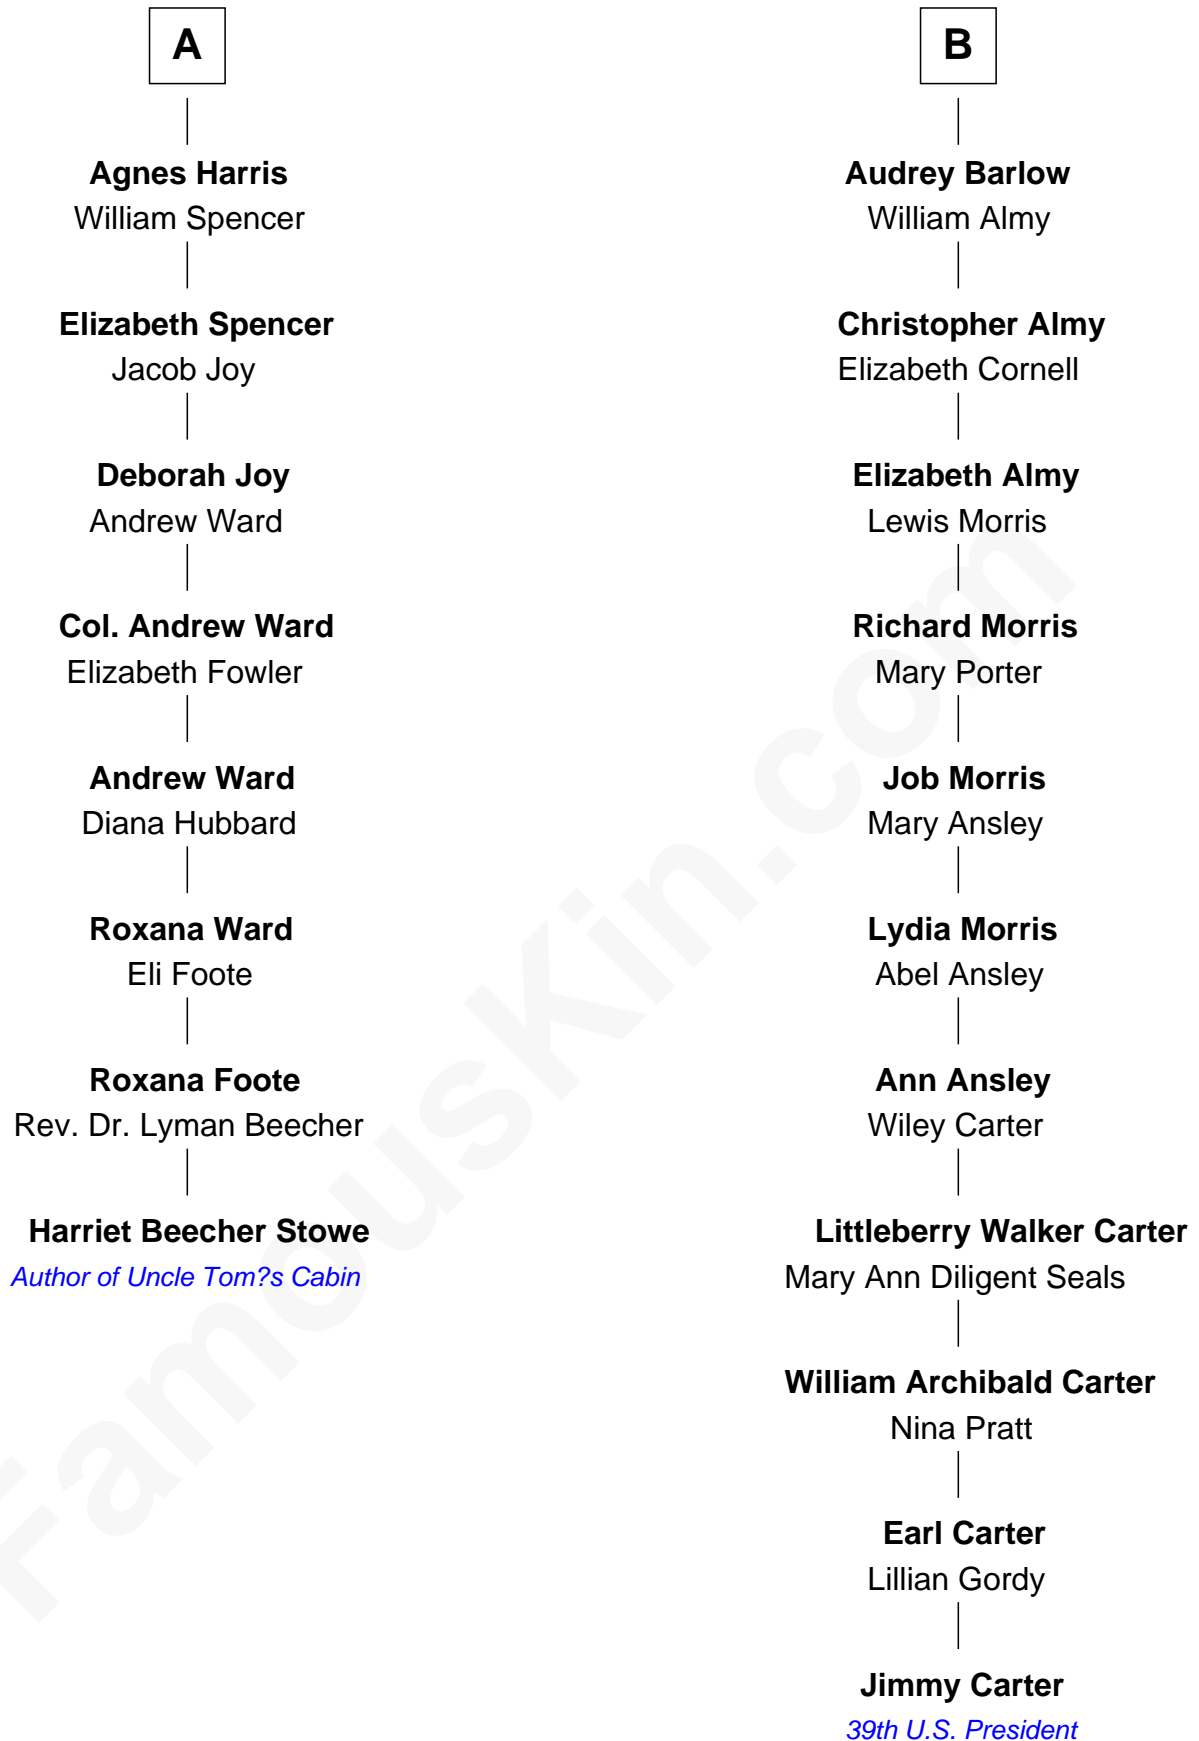 A
Agnes Harris
William Spencer
Elizabeth Spencer
Jacob Joy
Deborah Joy
Andrew Ward
Col. Andrew Ward
Elizabeth Fowler
Andrew Ward
Diana Hubbard
Roxana Ward
Eli Foote
Roxana Foote
Rev. Dr. Lyman Beecher
Harriet Beecher Stowe
Author of Uncle Tom?s Cabin
B
Audrey Barlow
William Almy
Christopher Almy
Elizabeth Cornell
Elizabeth Almy
Lewis Morris
Richard Morris
Mary Porter
Job Morris
Mary Ansley
Lydia Morris
Abel Ansley
Ann Ansley
Wiley Carter
Littleberry Walker Carter
Mary Ann Diligent Seals
William Archibald Carter
Nina Pratt
Earl Carter
Lillian Gordy
Jimmy Carter
39th U.S. President
FamousKin.com